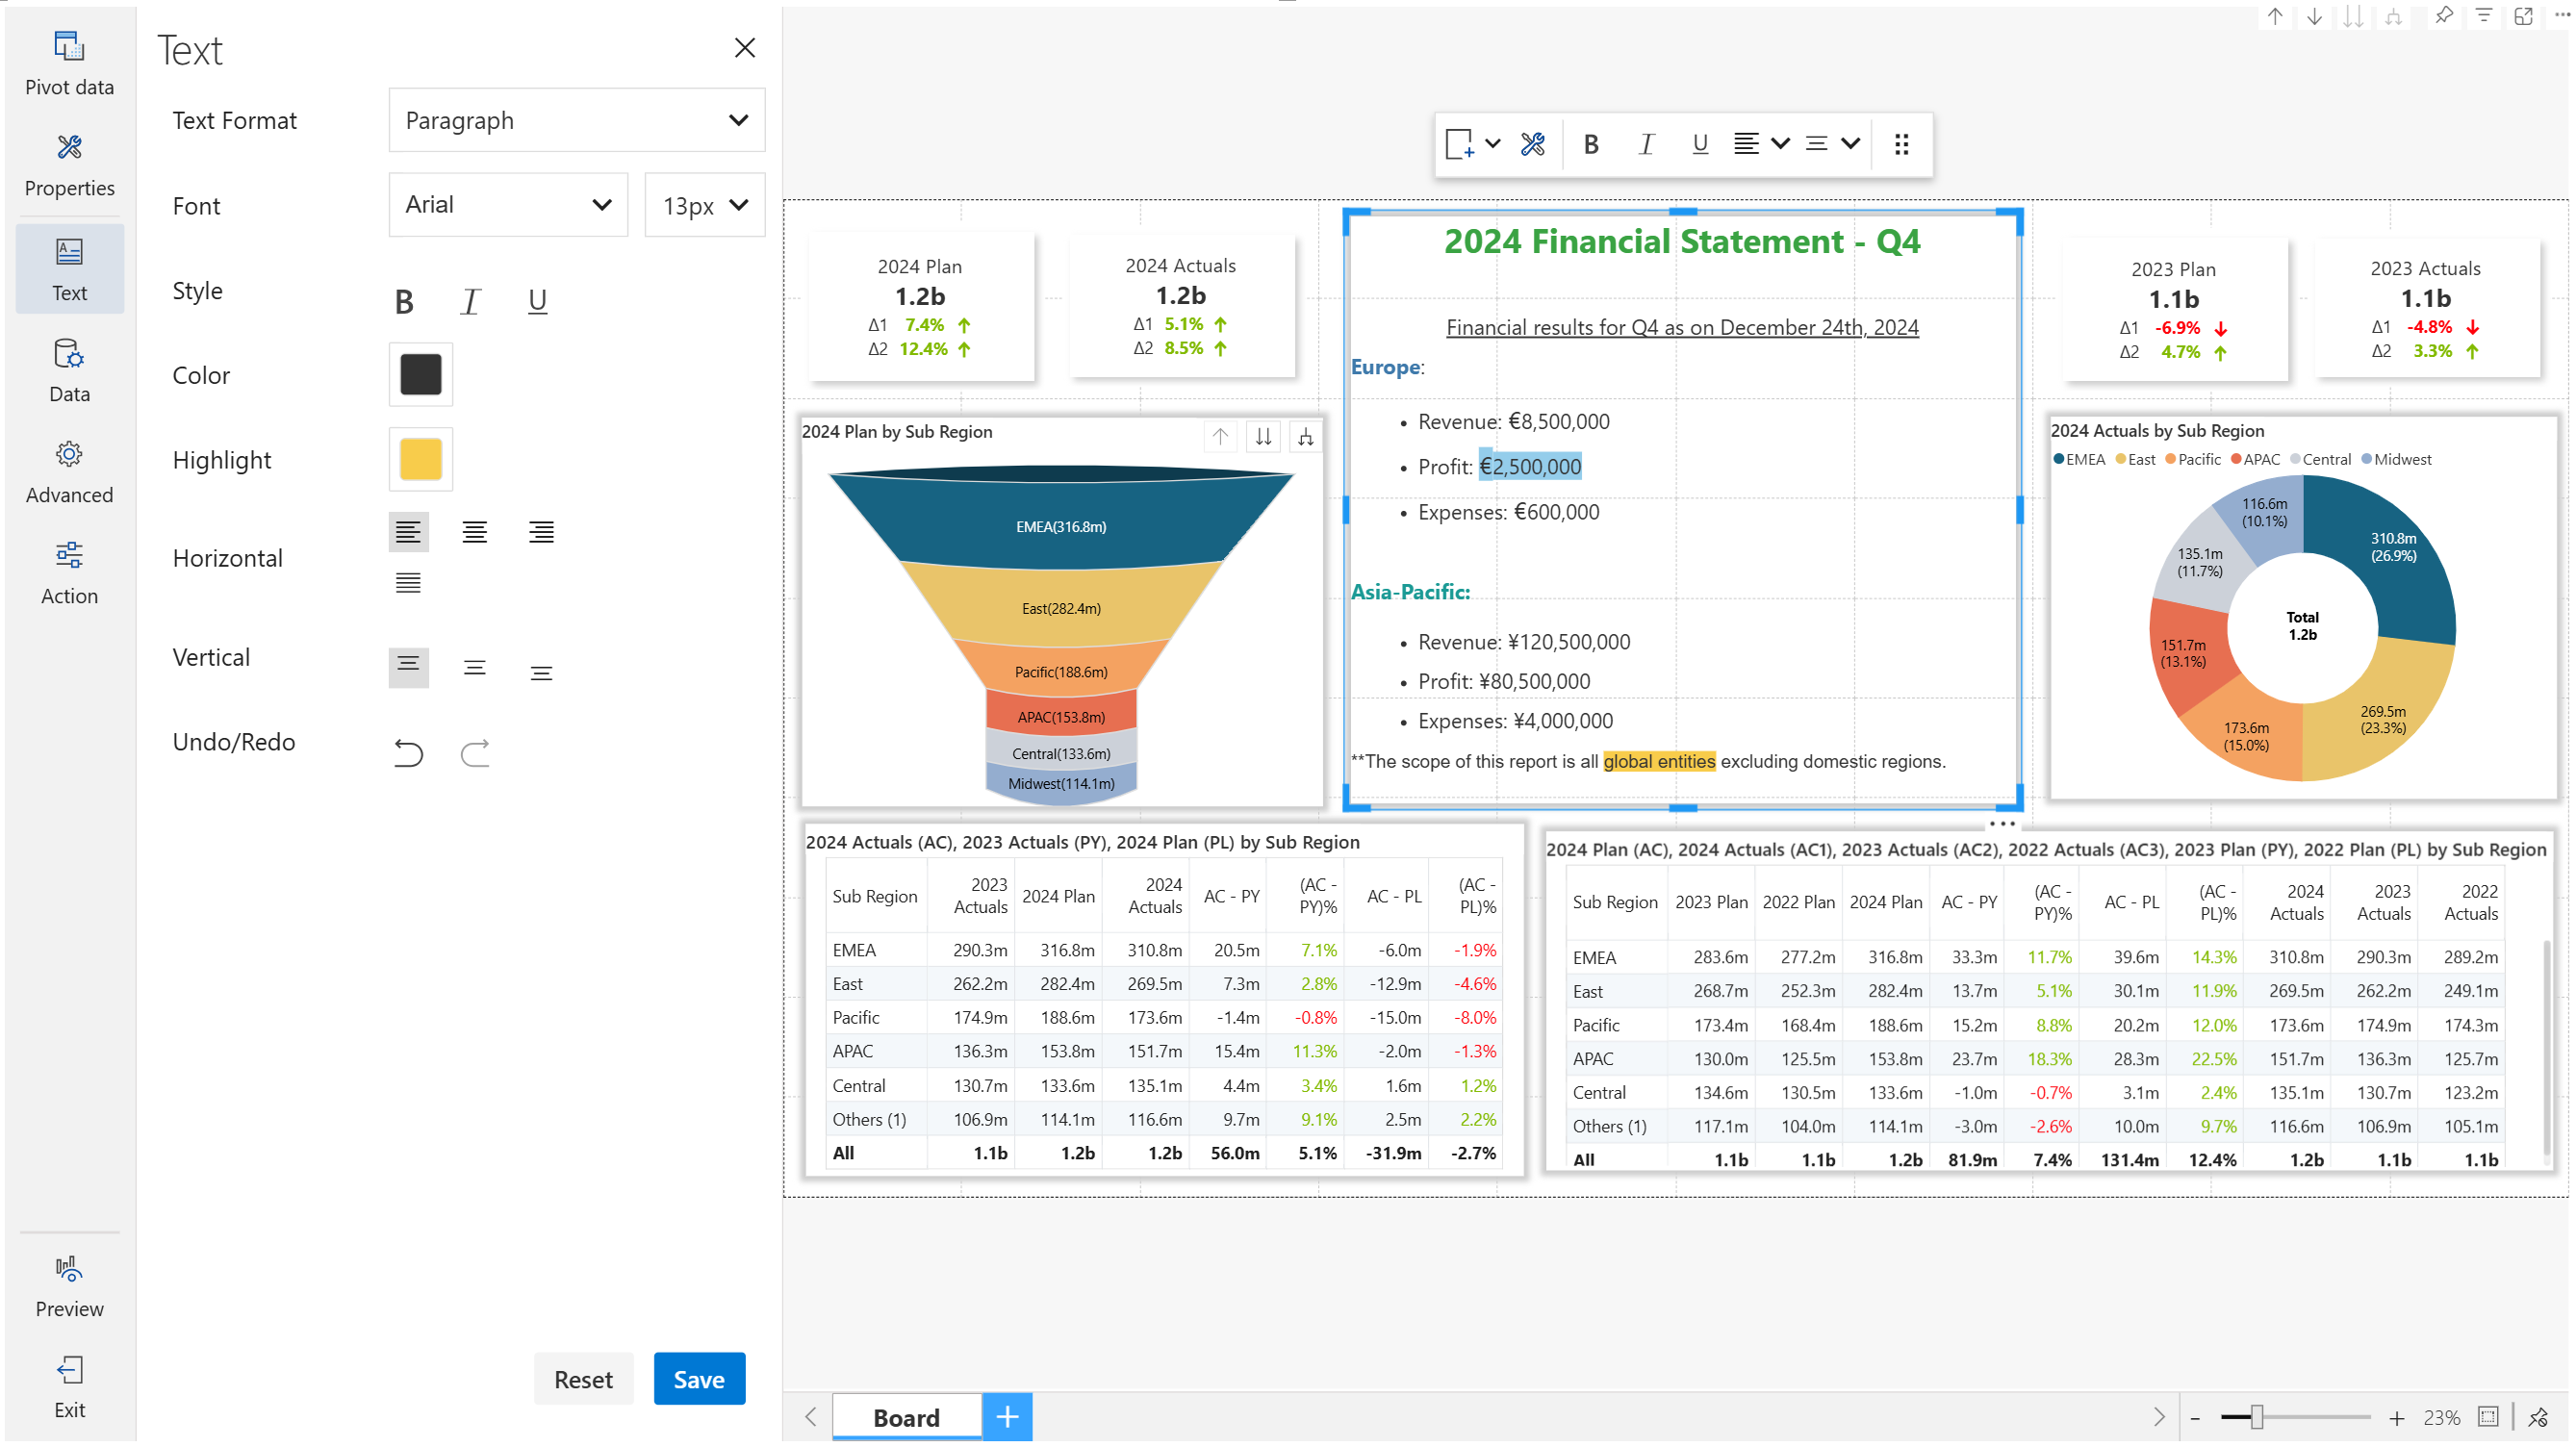 Pivot data
Properties
Text
Data
Advanced
Action
Preview
Exit
Text
Text Format
Paragraph
Font
Arial
13px
Style
B I U
Color
Highlight
Horizontal
Vertical
Undo/Redo
Reset
Save
B I U
2024 Plan
1.2b
Δ1 7.4%
Δ2 12.4%
2024 Actuals
1.2b
Δ1 5.1%
Δ2 8.5%
2024 Financial Statement - Q4
Financial results for Q4 as on December 24th, 2024
Europe:
• Revenue: €8,500,000
• Profit: €2,500,000
• Expenses: €600,000
Asia-Pacific:
• Revenue: ¥120,500,000
• Profit: ¥80,500,000
• Expenses: ¥4,000,000
**The scope of this report is all global entities excluding domestic regions.
2023 Plan
1.1b
Δ1 -6.9%
Δ2 4.7%
2023 Actuals
1.1b
Δ1 -4.8%
Δ2 3.3%
2024 Plan by Sub Region
EMEA(316.8m)
East(282.4m)
Pacific(188.6m)
APAC(153.8m)
Central(133.6m)
Midwest(114.1m)
2024 Actuals by Sub Region
EMEA East Pacific APAC Central Midwest
116.6m
(10.1%)
310.8m
(26.9%)
135.1m
(11.7%)
Total
1.2b
151.7m
(13.1%)
269.5m
(23.3%)
173.6m
(15.0%)
2024 Actuals (AC), 2023 Actuals (PY), 2024 Plan (PL) by Sub Region
Sub Region 2023 Actuals 2024 Plan 2024 Actuals AC - PY (AC - PY)% AC - PL (AC - PL)%
EMEA 290.3m 316.8m 310.8m 20.5m 7.1% -6.0m -1.9%
East 262.2m 282.4m 269.5m 7.3m 2.8% -12.9m -4.6%
Pacific 174.9m 188.6m 173.6m -1.4m -0.8% -15.0m -8.0%
APAC 136.3m 153.8m 151.7m 15.4m 11.3% -2.0m -1.3%
Central 130.7m 133.6m 135.1m 4.4m 3.4% 1.6m 1.2%
Others (1) 106.9m 114.1m 116.6m 9.7m 9.1% 2.5m 2.2%
All 1.1b 1.2b 1.2b 56.0m 5.1% -31.9m -2.7%
2024 Plan (AC), 2024 Actuals (AC1), 2023 Actuals (AC2), 2022 Actuals (AC3), 2023 Plan (PY), 2022 Plan (PL) by Sub Region
Sub Region 2023 Plan 2022 Plan 2024 Plan AC - PY (AC - PY)% AC - PL (AC - PL)% 2024 Actuals 2023 Actuals 2022 Actuals
EMEA 283.6m 277.2m 316.8m 33.3m 11.7% 39.6m 14.3% 310.8m 290.3m 289.2m
East 268.7m 252.3m 282.4m 13.7m 5.1% 30.1m 11.9% 269.5m 262.2m 249.1m
Pacific 173.4m 168.4m 188.6m 15.2m 8.8% 20.2m 12.0% 173.6m 174.9m 174.3m
APAC 130.0m 125.5m 153.8m 23.7m 18.3% 28.3m 22.5% 151.7m 136.3m 125.7m
Central 134.6m 130.5m 133.6m -1.0m -0.7% 3.1m 2.4% 135.1m 130.7m 123.2m
Others (1) 117.1m 104.0m 114.1m -3.0m -2.6% 10.0m 9.7% 116.6m 106.9m 105.1m
All 1.1b 1.1b 1.2b 81.9m 7.4% 131.4m 12.4% 1.2b 1.1b 1.1b
Board
23%